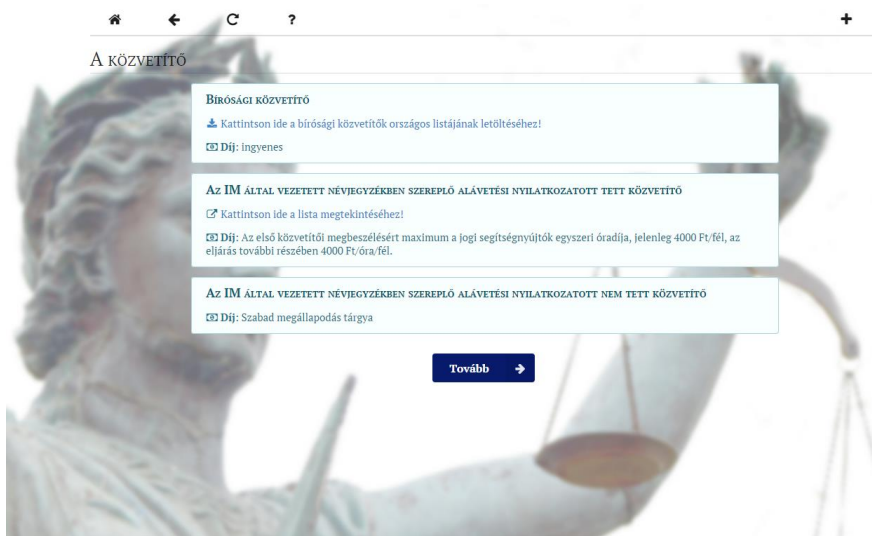 ?
A közvetítő
Bírósági közvetítő
Kattintson ide a bírósági közvetítők országos listájának letöltéséhez!
Díj: ingyenes
Az IM által vezetett névjegyzékben szereplő alávetési nyilatkozatott tett közvetítő
Kattintson ide a lista megtekintéséhez!
Díj: Az első közvetítői megbeszélésért maximum a jogi segítségnyújtók egyszeri óradíja, jelenleg 4000 Ft/fél, az
eljárás további részében 4000 Ft/óra/fél.
Az IM által vezetett névjegyzékben szereplő alávetési nyilatkozatott nem tett közvetítő
Díj: Szabad megállapodás tárgya
Tovább